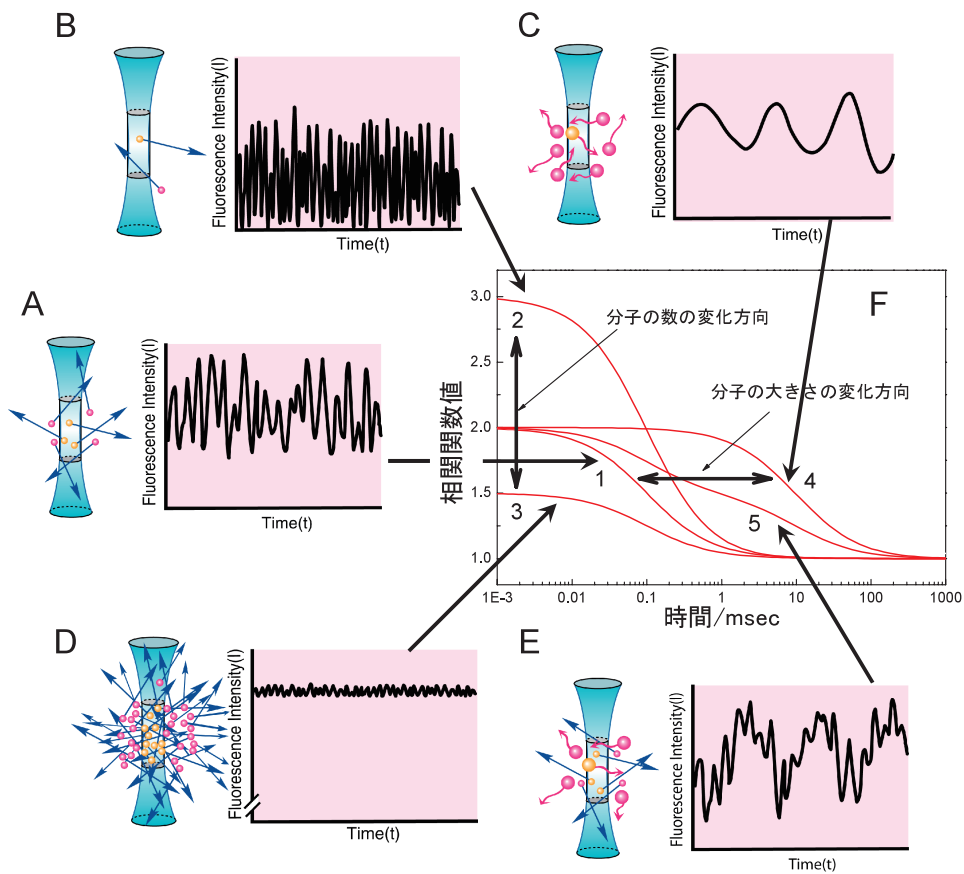 B
Fluorescence Intensity(I)
Time(t)
C
Fluorescence Intensity(I)
Time(t)
A
Fluorescence Intensity(I)
Time(t)
F
相関関数値
3.0
2.5
2.0
1.5
1.0
1E-3
0.01
0.1
1
10
100
1000
時間/msec
2
分子の数の変化方向
分子の大きさの変化方向
1
4
3
5
D
Fluorescence Intensity(I)
Time(t)
E
Fluorescence Intensity(I)
Time(t)